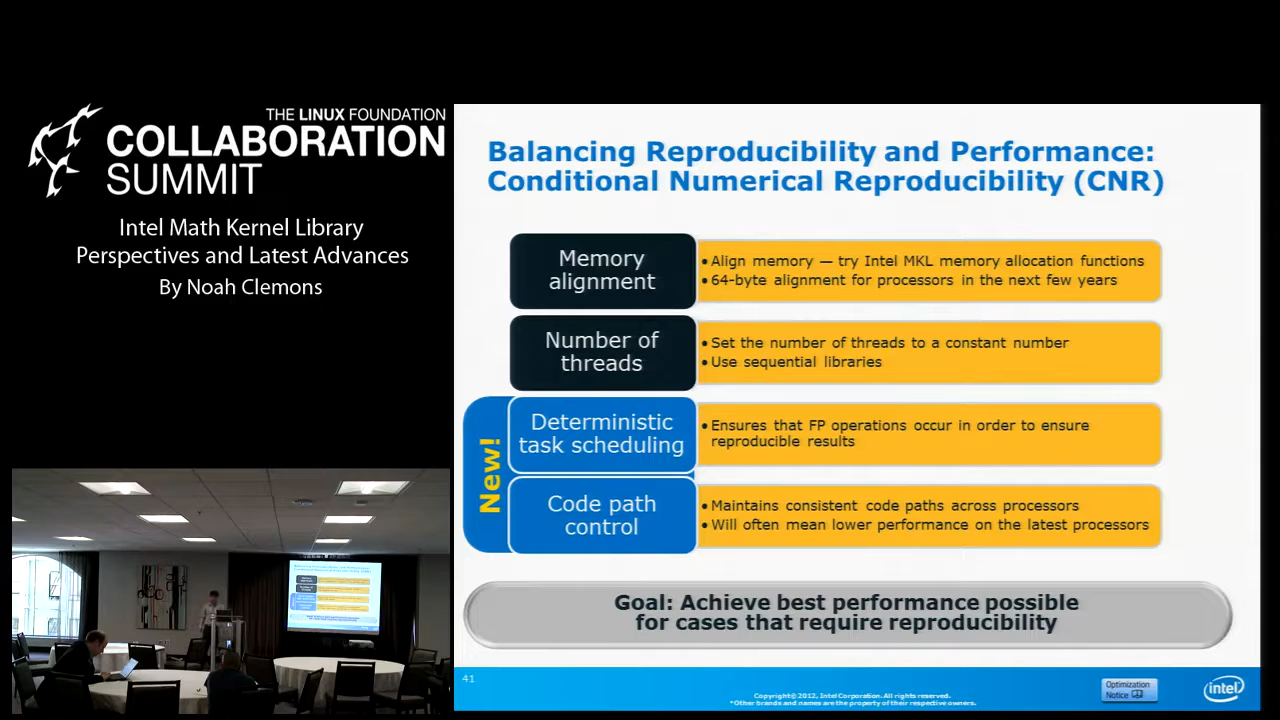 THE LINUX FOUNDATION
COLLABORATION
SUMMIT
Intel Math Kernel Library
Perspectives and Latest Advances
By Noah Clemons
Balancing Reproducibility and Performance:
Conditional Numerical Reproducibility (CNR)
Memory
alignment
• Align memory — try Intel MKL memory allocation functions
• 64-byte alignment for processors in the next few years
Number of
threads
• Set the number of threads to a constant number
• Use sequential libraries
New!
Deterministic
task scheduling
• Ensures that FP operations occur in order to ensure
reproducible results
Code path
control
• Maintains consistent code paths across processors
• Will often mean lower performance on the latest processors
Goal: Achieve best performance possible
for cases that require reproducibility
41
Copyright© 2012, Intel Corporation. All rights reserved.
*Other brands and names are the property of their respective owners.
Optimization
Notice
intel